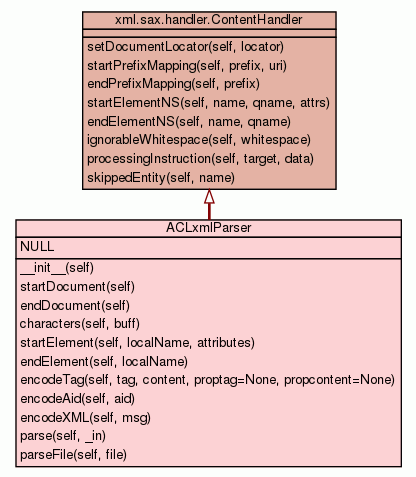 xml.sax.handler.ContentHandler
setDocumentLocator(self, locator)
startPrefixMapping(self, prefix, uri)
endPrefixMapping(self, prefix)
startElementNS(self, name, qname, attrs)
endElementNS(self, name, qname)
ignorableWhitespace(self, whitespace)
processingInstruction(self, target, data)
skippedEntity(self, name)
ACLxmlParser
NULL
__init__(self)
startDocument(self)
endDocument(self)
characters(self, buff)
startElement(self, localName, attributes)
endElement(self, localName)
encodeTag(self, tag, content, proptag=None, propcontent=None)
encodeAid(self, aid)
encodeXML(self, msg)
parse(self, _in)
parseFile(self, file)